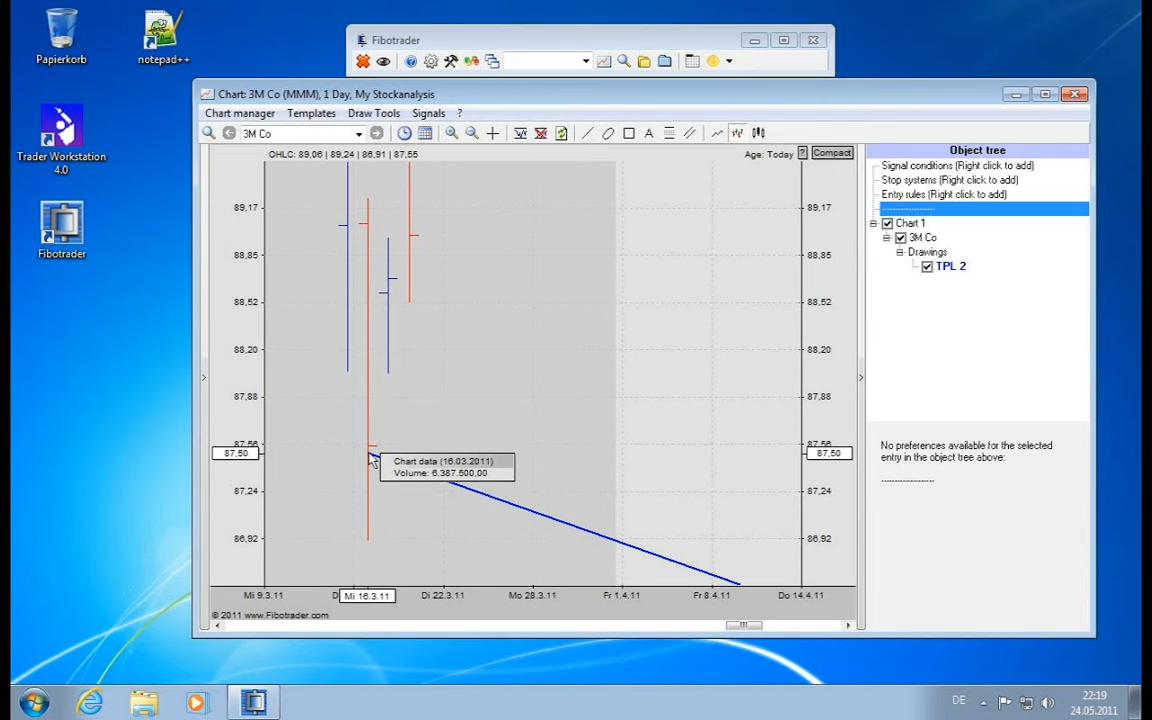 Papierkorb
notepad++
Trader Workstation
4.0
Fibotrader
Fibotrader
Chart: 3M Co (MMM), 1 Day, My Stockanalysis
Chart manager Templates Draw Tools Signals ?
3M Co
A
OHLC: 89,06 | 89,24 | 86,91 | 87,55
Age: Today ? Compact
89,17 89,17
88,85 88,85
88,52 88,52
88,20 88,20
87,88 87,88
87,56 87,56
87,50 87,50
87,24 87,24
86,92 86,92
Chart data (16.03.2011)
Volume: 6.387.500,00
Mi 9.3.11 D Mi 16.3.11 Di 22.3.11 Mo 28.3.11 Fr 1.4.11 Fr 8.4.11 Do 14.4.11
© 2011 www.Fibotrader.com
Object tree
Signal conditions (Right click to add)
Stop systems (Right click to add)
Entry rules (Right click to add)
--------------------
Chart 1
3M Co
Drawings
TPL 2
No preferences available for the selected
entry in the object tree above:
--------------------
DE
22:19
24.05.2011